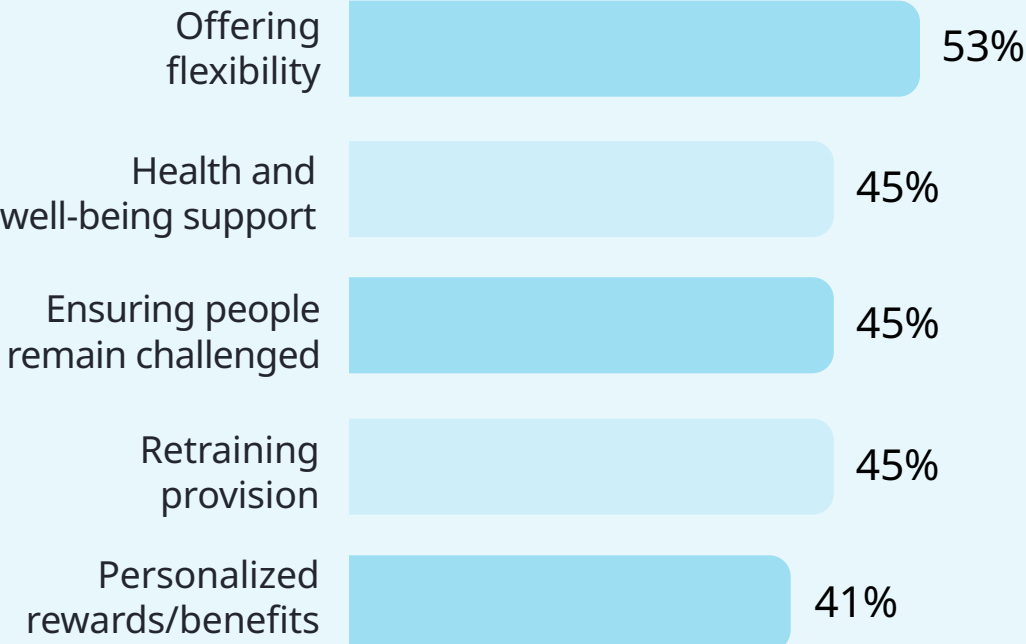 Offering
flexibility
53%
Health and
well-being support
45%
Ensuring people
remain challenged
45%
Retraining
provision
45%
Personalized
rewards/benefits
41%